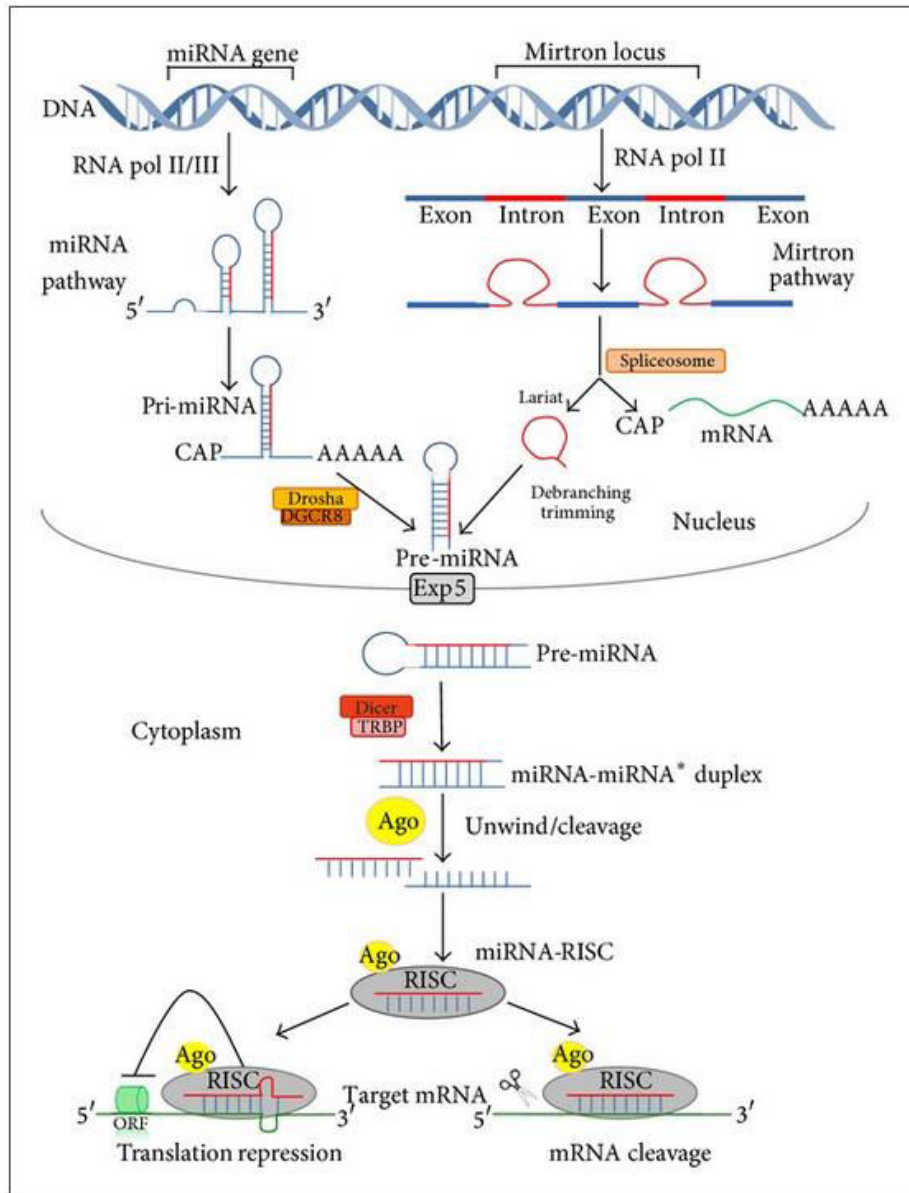 miRNA gene
Mirtron locus
DNA
RNA pol II/III
RNA pol II
Exon Intron Exon Intron Exon
miRNA
pathway
Mirtron
pathway
5′ 3′
Spliceosome
Pri-miRNA
Lariat
CAP mRNA AAAAA
CAP AAAAA
Drosha
DGCR8
Debranching
trimming
Nucleus
Pre-miRNA
Exp5
Pre-miRNA
Dicer
TRBP
Cytoplasm
miRNA-miRNA* duplex
Ago
Unwind/cleavage
miRNA-RISC
Ago
RISC
Ago
RISC
Target mRNA
Ago
RISC
5′ ORF 3′
5′ 3′
Translation repression
mRNA cleavage